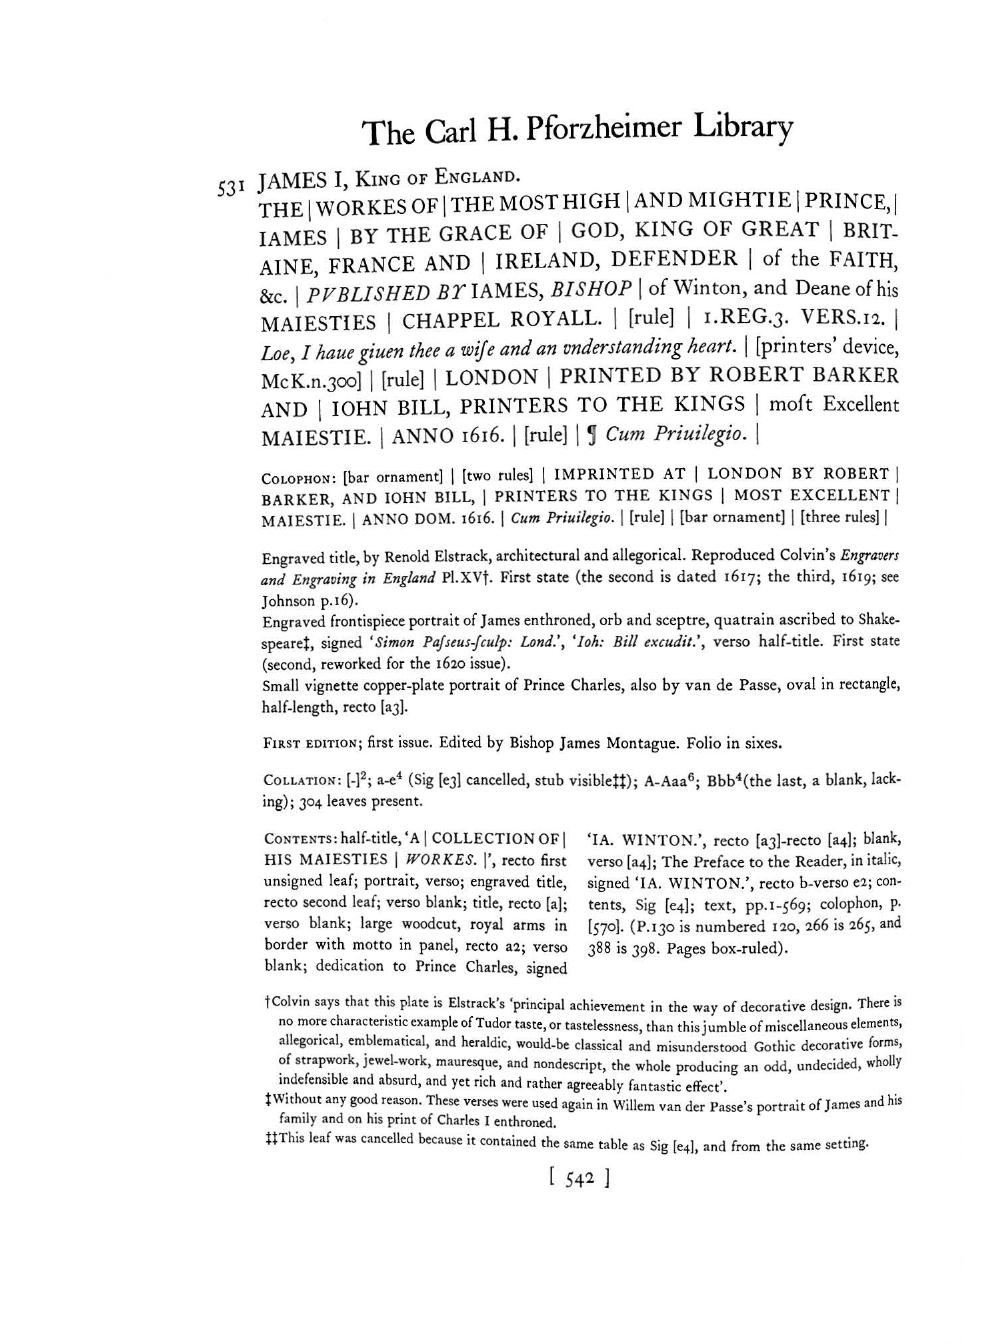 The Carl H. Pforzheimer Library
531 JAMES I, King of England.
THE | WORKES OF | THE MOST HIGH | AND MIGHTIE | PRINCE, |
IAMES | BY THE GRACE OF | GOD, KING OF GREAT | BRIT-
AINE, FRANCE AND | IRELAND, DEFENDER | of the FAITH,
&c. | PVBLISHED BY IAMES, BISHOP | of Winton, and Deane of his
MAIESTIES | CHAPPEL ROYALL. | [rule] | 1.REG.3. VERS.12. |
Loe, I haue giuen thee a wiſe and an vnderstanding heart. | [printers' device,
McK.n.300] | [rule] | LONDON | PRINTED BY ROBERT BARKER
AND | IOHN BILL, PRINTERS TO THE KINGS | moſt Excellent
MAIESTIE. | ANNO 1616. | [rule] | ¶ Cum Priuilegio. |
Colophon: [bar ornament] | [two rules] | IMPRINTED AT | LONDON BY ROBERT |
BARKER, AND IOHN BILL, | PRINTERS TO THE KINGS | MOST EXCELLENT |
MAIESTIE. | ANNO DOM. 1616. | Cum Priuilegio. | [rule] | [bar ornament] | [three rules] |
Engraved title, by Renold Elstrack, architectural and allegorical. Reproduced Colvin's Engravers
and Engraving in England Pl.XV†. First state (the second is dated 1617; the third, 1619; see
Johnson p.16).
Engraved frontispiece portrait of James enthroned, orb and sceptre, quatrain ascribed to Shake-
speare‡, signed 'Simon Paſseus-ſculp: Lond.', 'Ioh: Bill excudit.', verso half-title. First state
(second, reworked for the 1620 issue).
Small vignette copper-plate portrait of Prince Charles, also by van de Passe, oval in rectangle,
half-length, recto [a3].
First edition; first issue. Edited by Bishop James Montague. Folio in sixes.
Collation: [-]²; a-e⁴ (Sig [e3] cancelled, stub visible‡‡); A-Aaa⁶; Bbb⁴(the last, a blank, lack-
ing); 304 leaves present.
Contents: half-title, 'A | COLLECTION OF |
HIS MAIESTIES | WORKES. |', recto first
unsigned leaf; portrait, verso; engraved title,
recto second leaf; verso blank; title, recto [a];
verso blank; large woodcut, royal arms in
border with motto in panel, recto a2; verso
blank; dedication to Prince Charles, signed
'IA. WINTON.', recto [a3]-recto [a4]; blank,
verso [a4]; The Preface to the Reader, in italic,
signed 'IA. WINTON.', recto b-verso e2; con-
tents, Sig [e4]; text, pp.1-569; colophon, p.
[570]. (P.130 is numbered 120, 266 is 265, and
388 is 398. Pages box-ruled).
†Colvin says that this plate is Elstrack's 'principal achievement in the way of decorative design. There is
no more characteristic example of Tudor taste, or tastelessness, than this jumble of miscellaneous elements,
allegorical, emblematical, and heraldic, would-be classical and misunderstood Gothic decorative forms,
of strapwork, jewel-work, mauresque, and nondescript, the whole producing an odd, undecided, wholly
indefensible and absurd, and yet rich and rather agreeably fantastic effect'.
‡Without any good reason. These verses were used again in Willem van der Passe's portrait of James and his
family and on his print of Charles I enthroned.
‡‡This leaf was cancelled because it contained the same table as Sig [e4], and from the same setting.
[ 542 ]